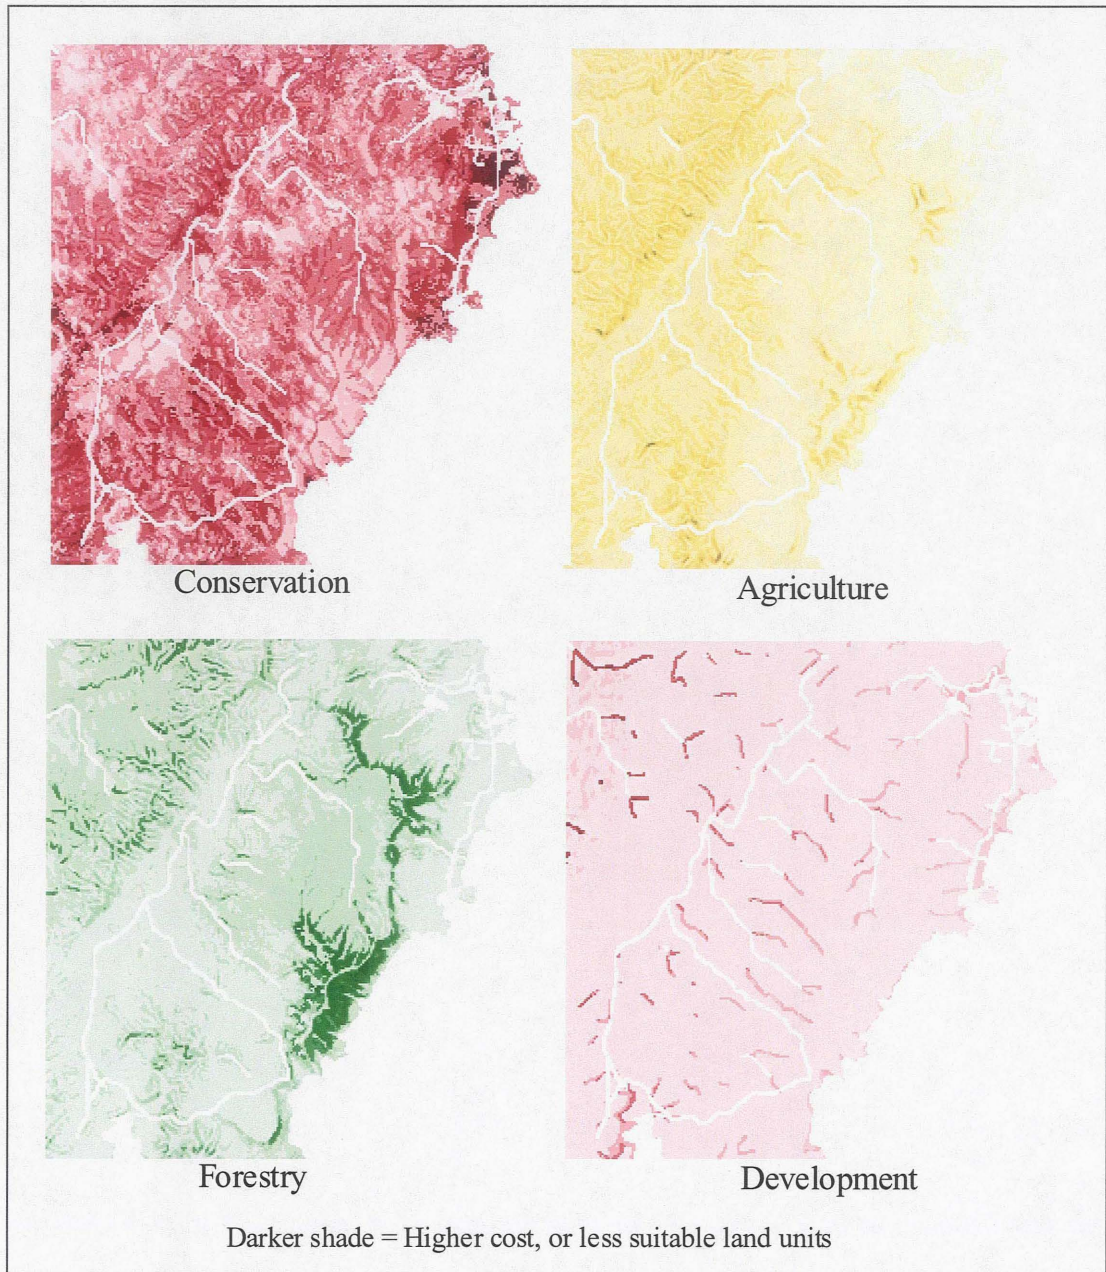 Conservation
Agriculture
Forestry
Development
Darker shade = Higher cost, or less suitable land units